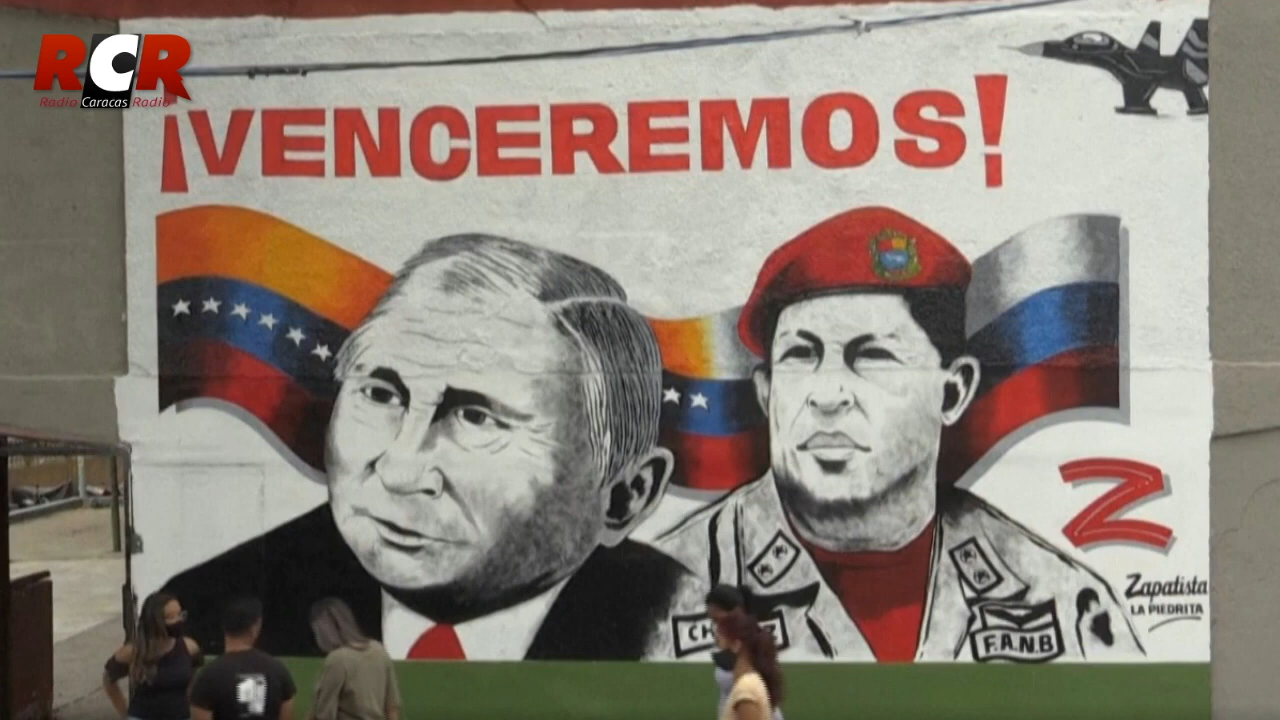 RCR
Radio Caracas Radio
¡VENCEREMOS!
Z
Zapatista
LA PIEDRITA
F.A.N.B